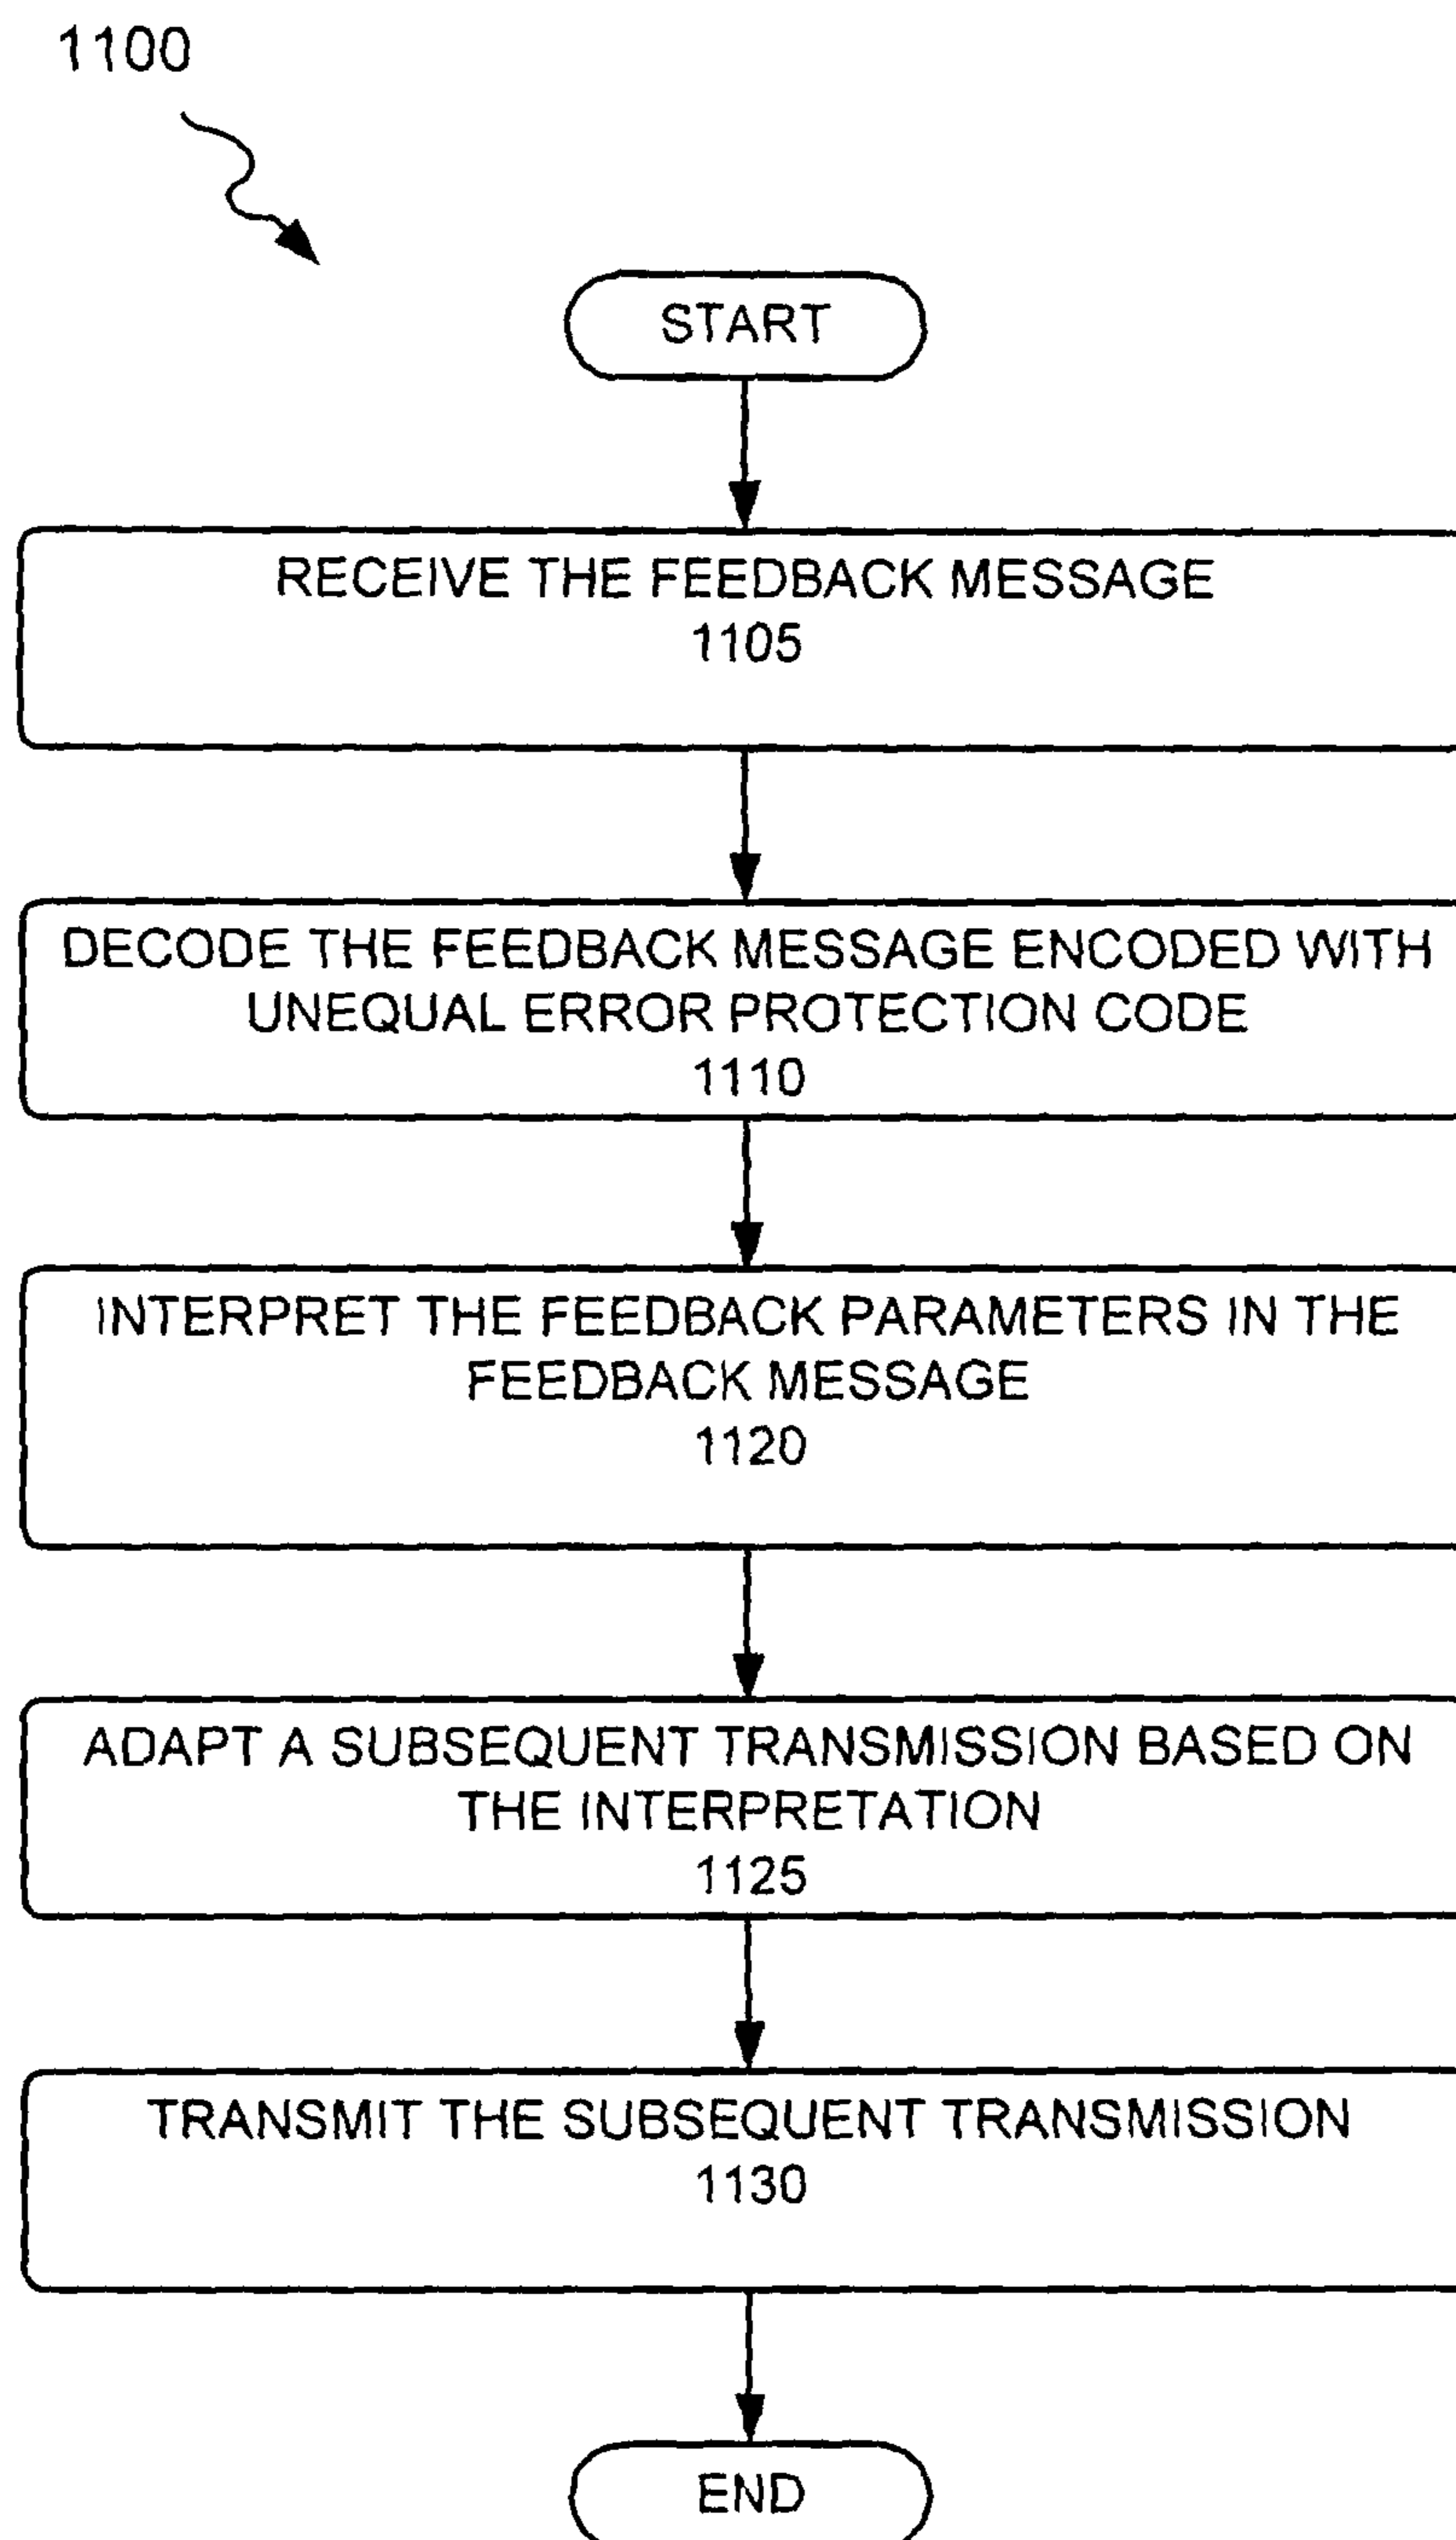 1100
START
RECEIVE THE FEEDBACK MESSAGE
1105
DECODE THE FEEDBACK MESSAGE ENCODED WITH
UNEQUAL ERROR PROTECTION CODE
1110
INTERPRET THE FEEDBACK PARAMETERS IN THE
FEEDBACK MESSAGE
1120
ADAPT A SUBSEQUENT TRANSMISSION BASED ON
THE INTERPRETATION
1125
TRANSMIT THE SUBSEQUENT TRANSMISSION
1130
END